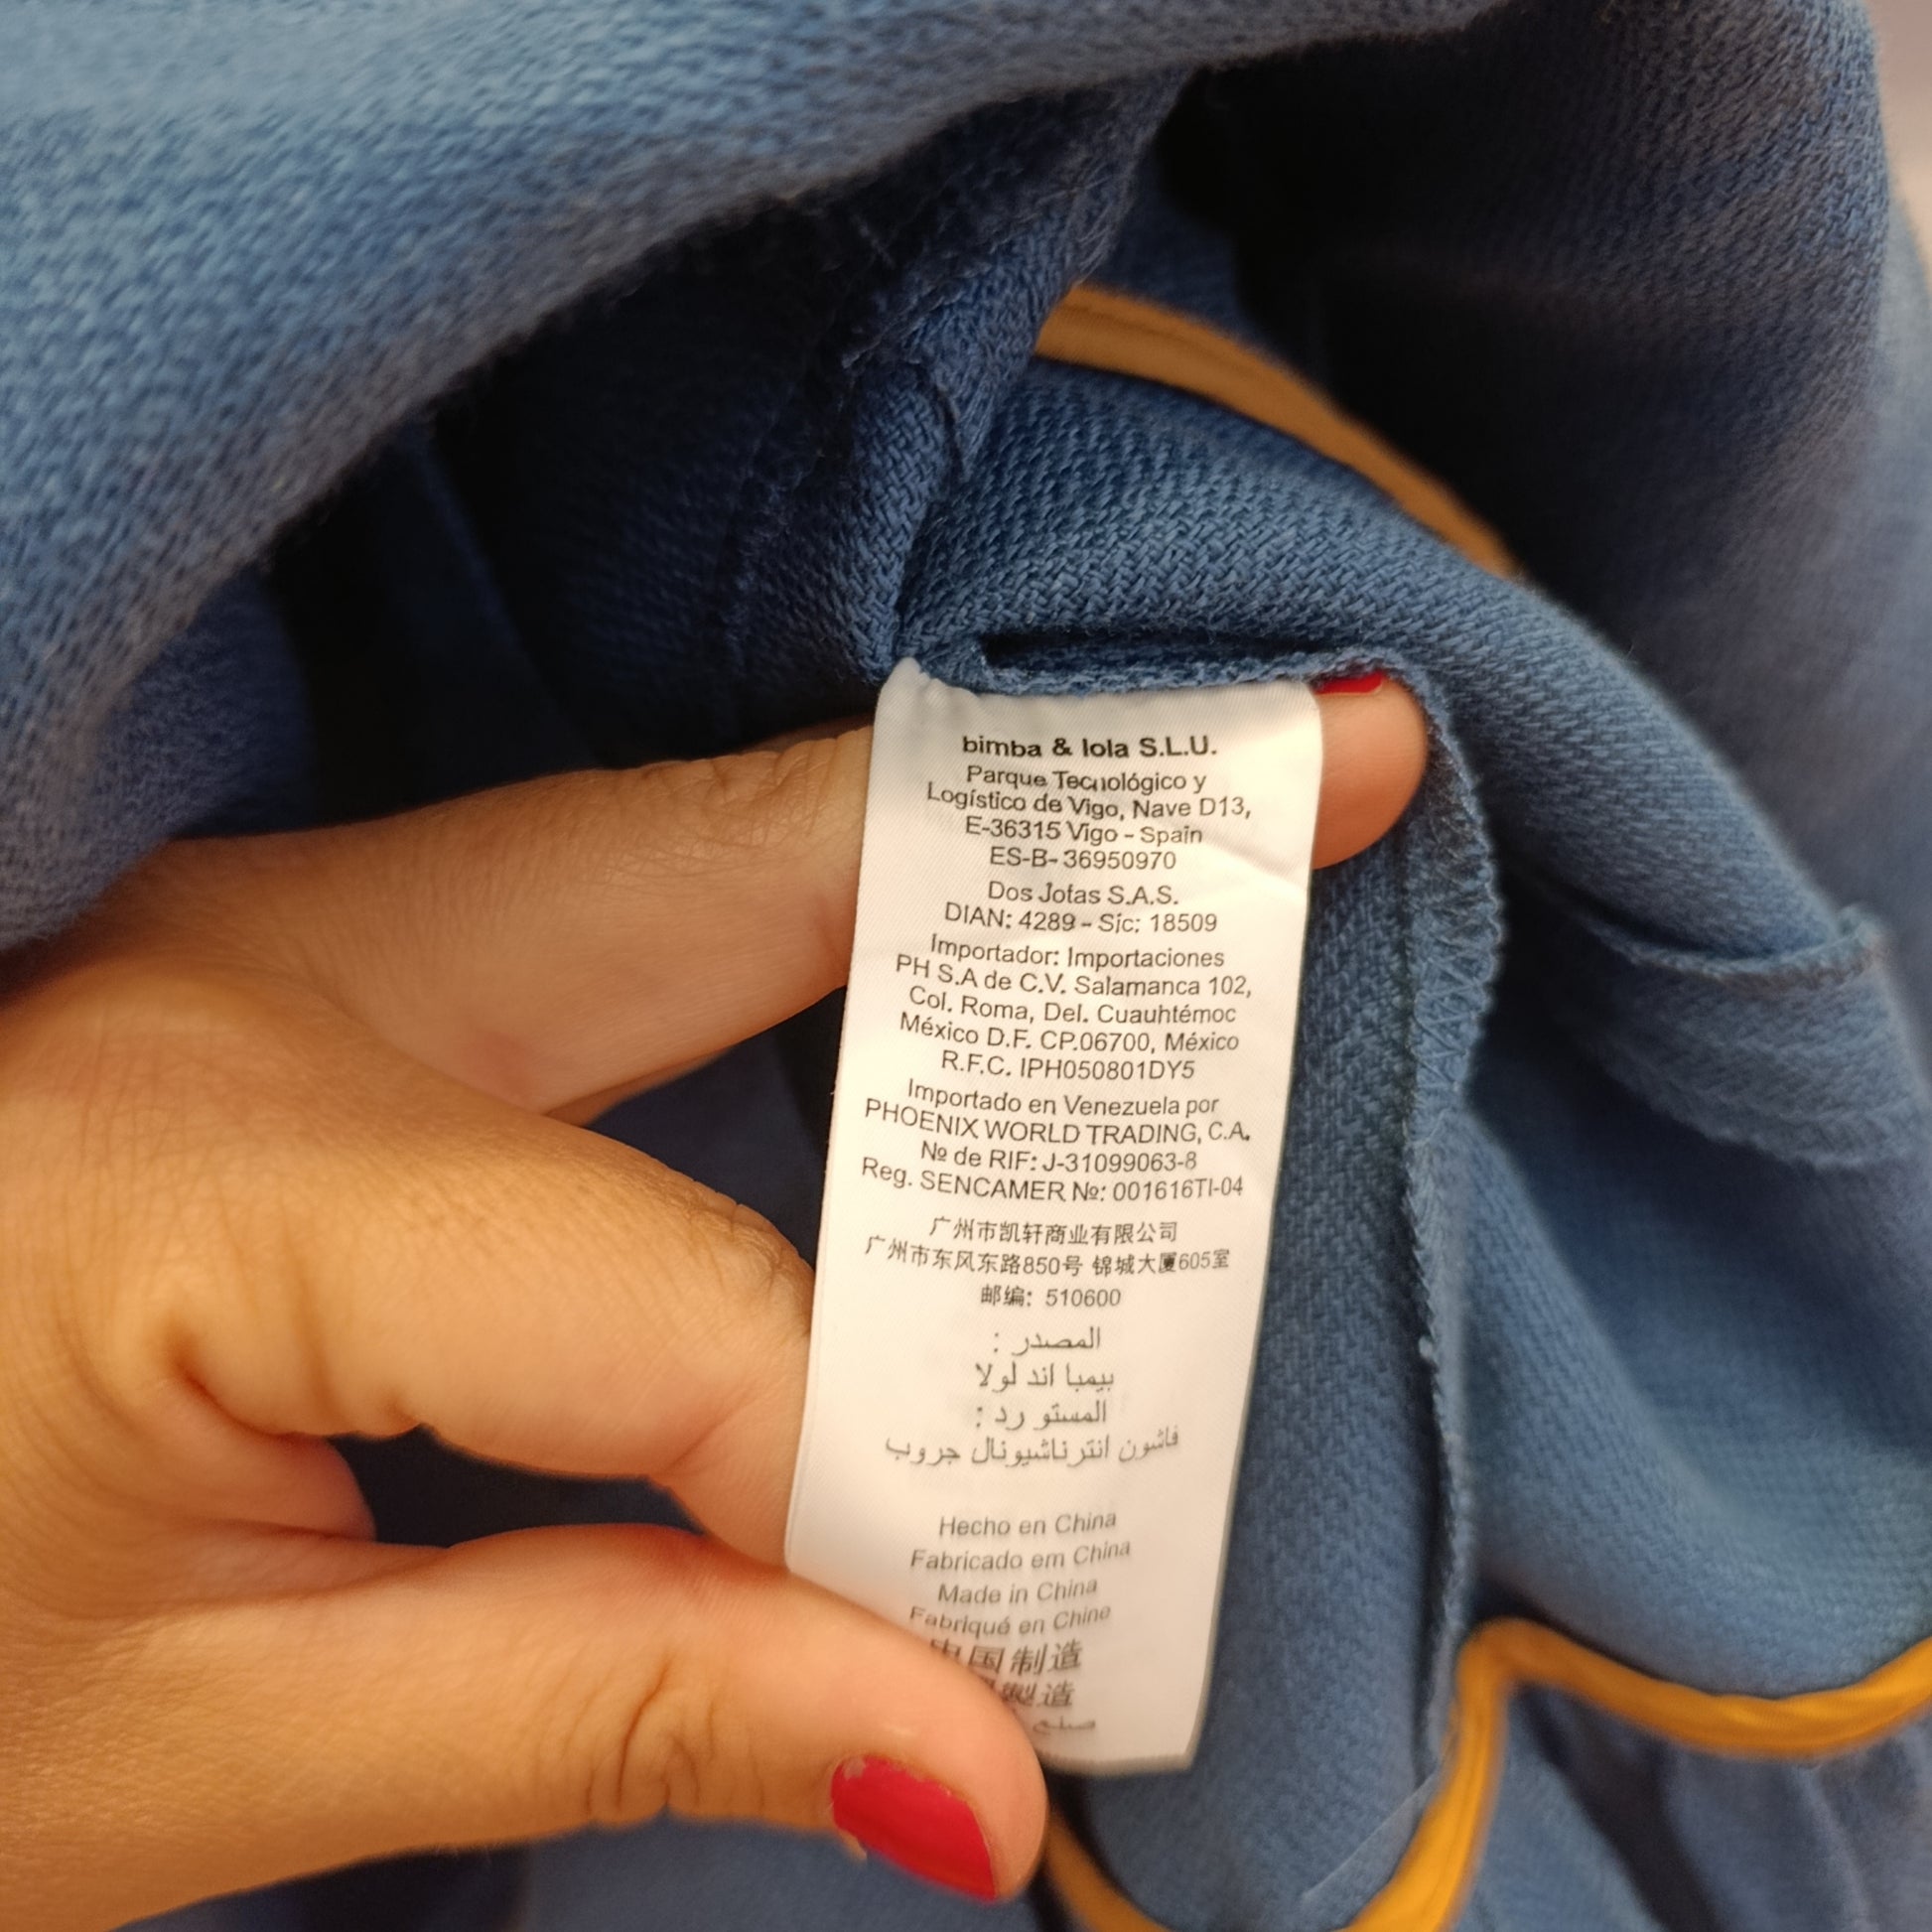 bimba & lola S.L.U.
Parque Tecnológico y
Logístico de Vigo, Nave D13,
E-36315 Vigo - Spain
ES-B- 36950970
Dos Jotas S.A.S.
DIAN: 4289 - Sic: 18509
Importador: Importaciones
PH S.A de C.V. Salamanca 102,
Col. Roma, Del. Cuauhtémoc
México D.F. CP.06700, México
R.F.C. IPH050801DY5
Importado en Venezuela por
PHOENIX WORLD TRADING, C.A.
№ de RIF: J-31099063-8
Reg. SENCAMER №: 001616TI-04
广州市凯轩商业有限公司
广州市东风东路850号 锦城大厦605室
邮编: 510600
المصدر :
بيمبا اند لولا
المستو رد :
فاشون انترناشيونال جروب
Hecho en China
Fabricado em China
Made in China
Fabriqué en Chine
中国制造
製造
صنع